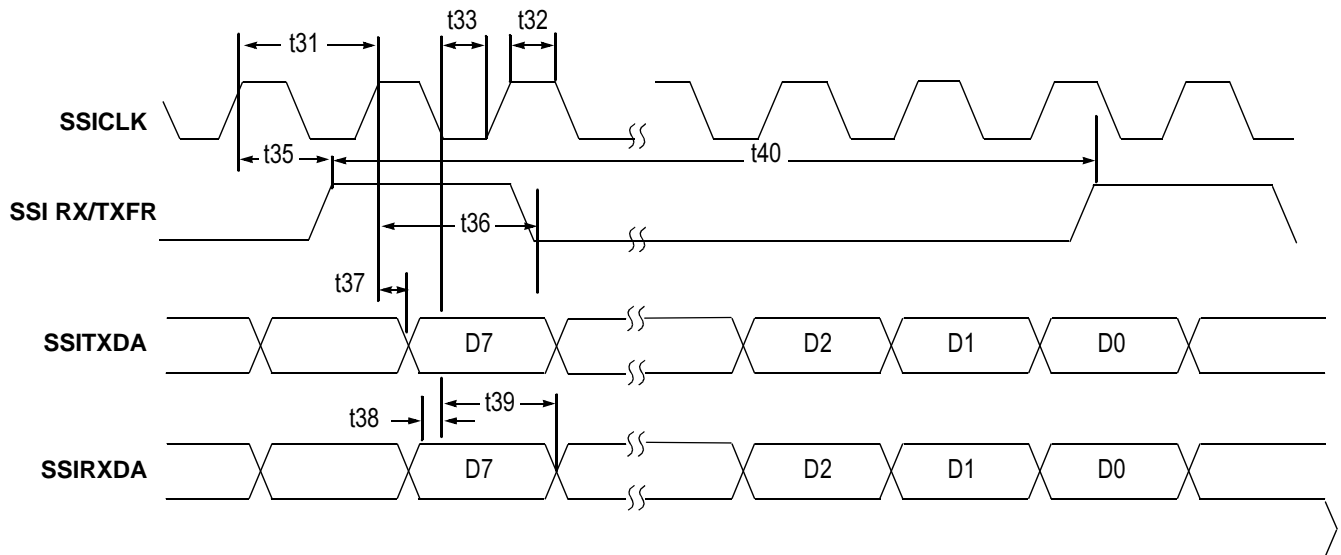 t33 t32
t31
SSICLK
t35 t40
SSI RX/TXFR
t36
t37
SSITXDA D7 D2 D1 D0
t39
t38
SSIRXDA D7 D2 D1 D0